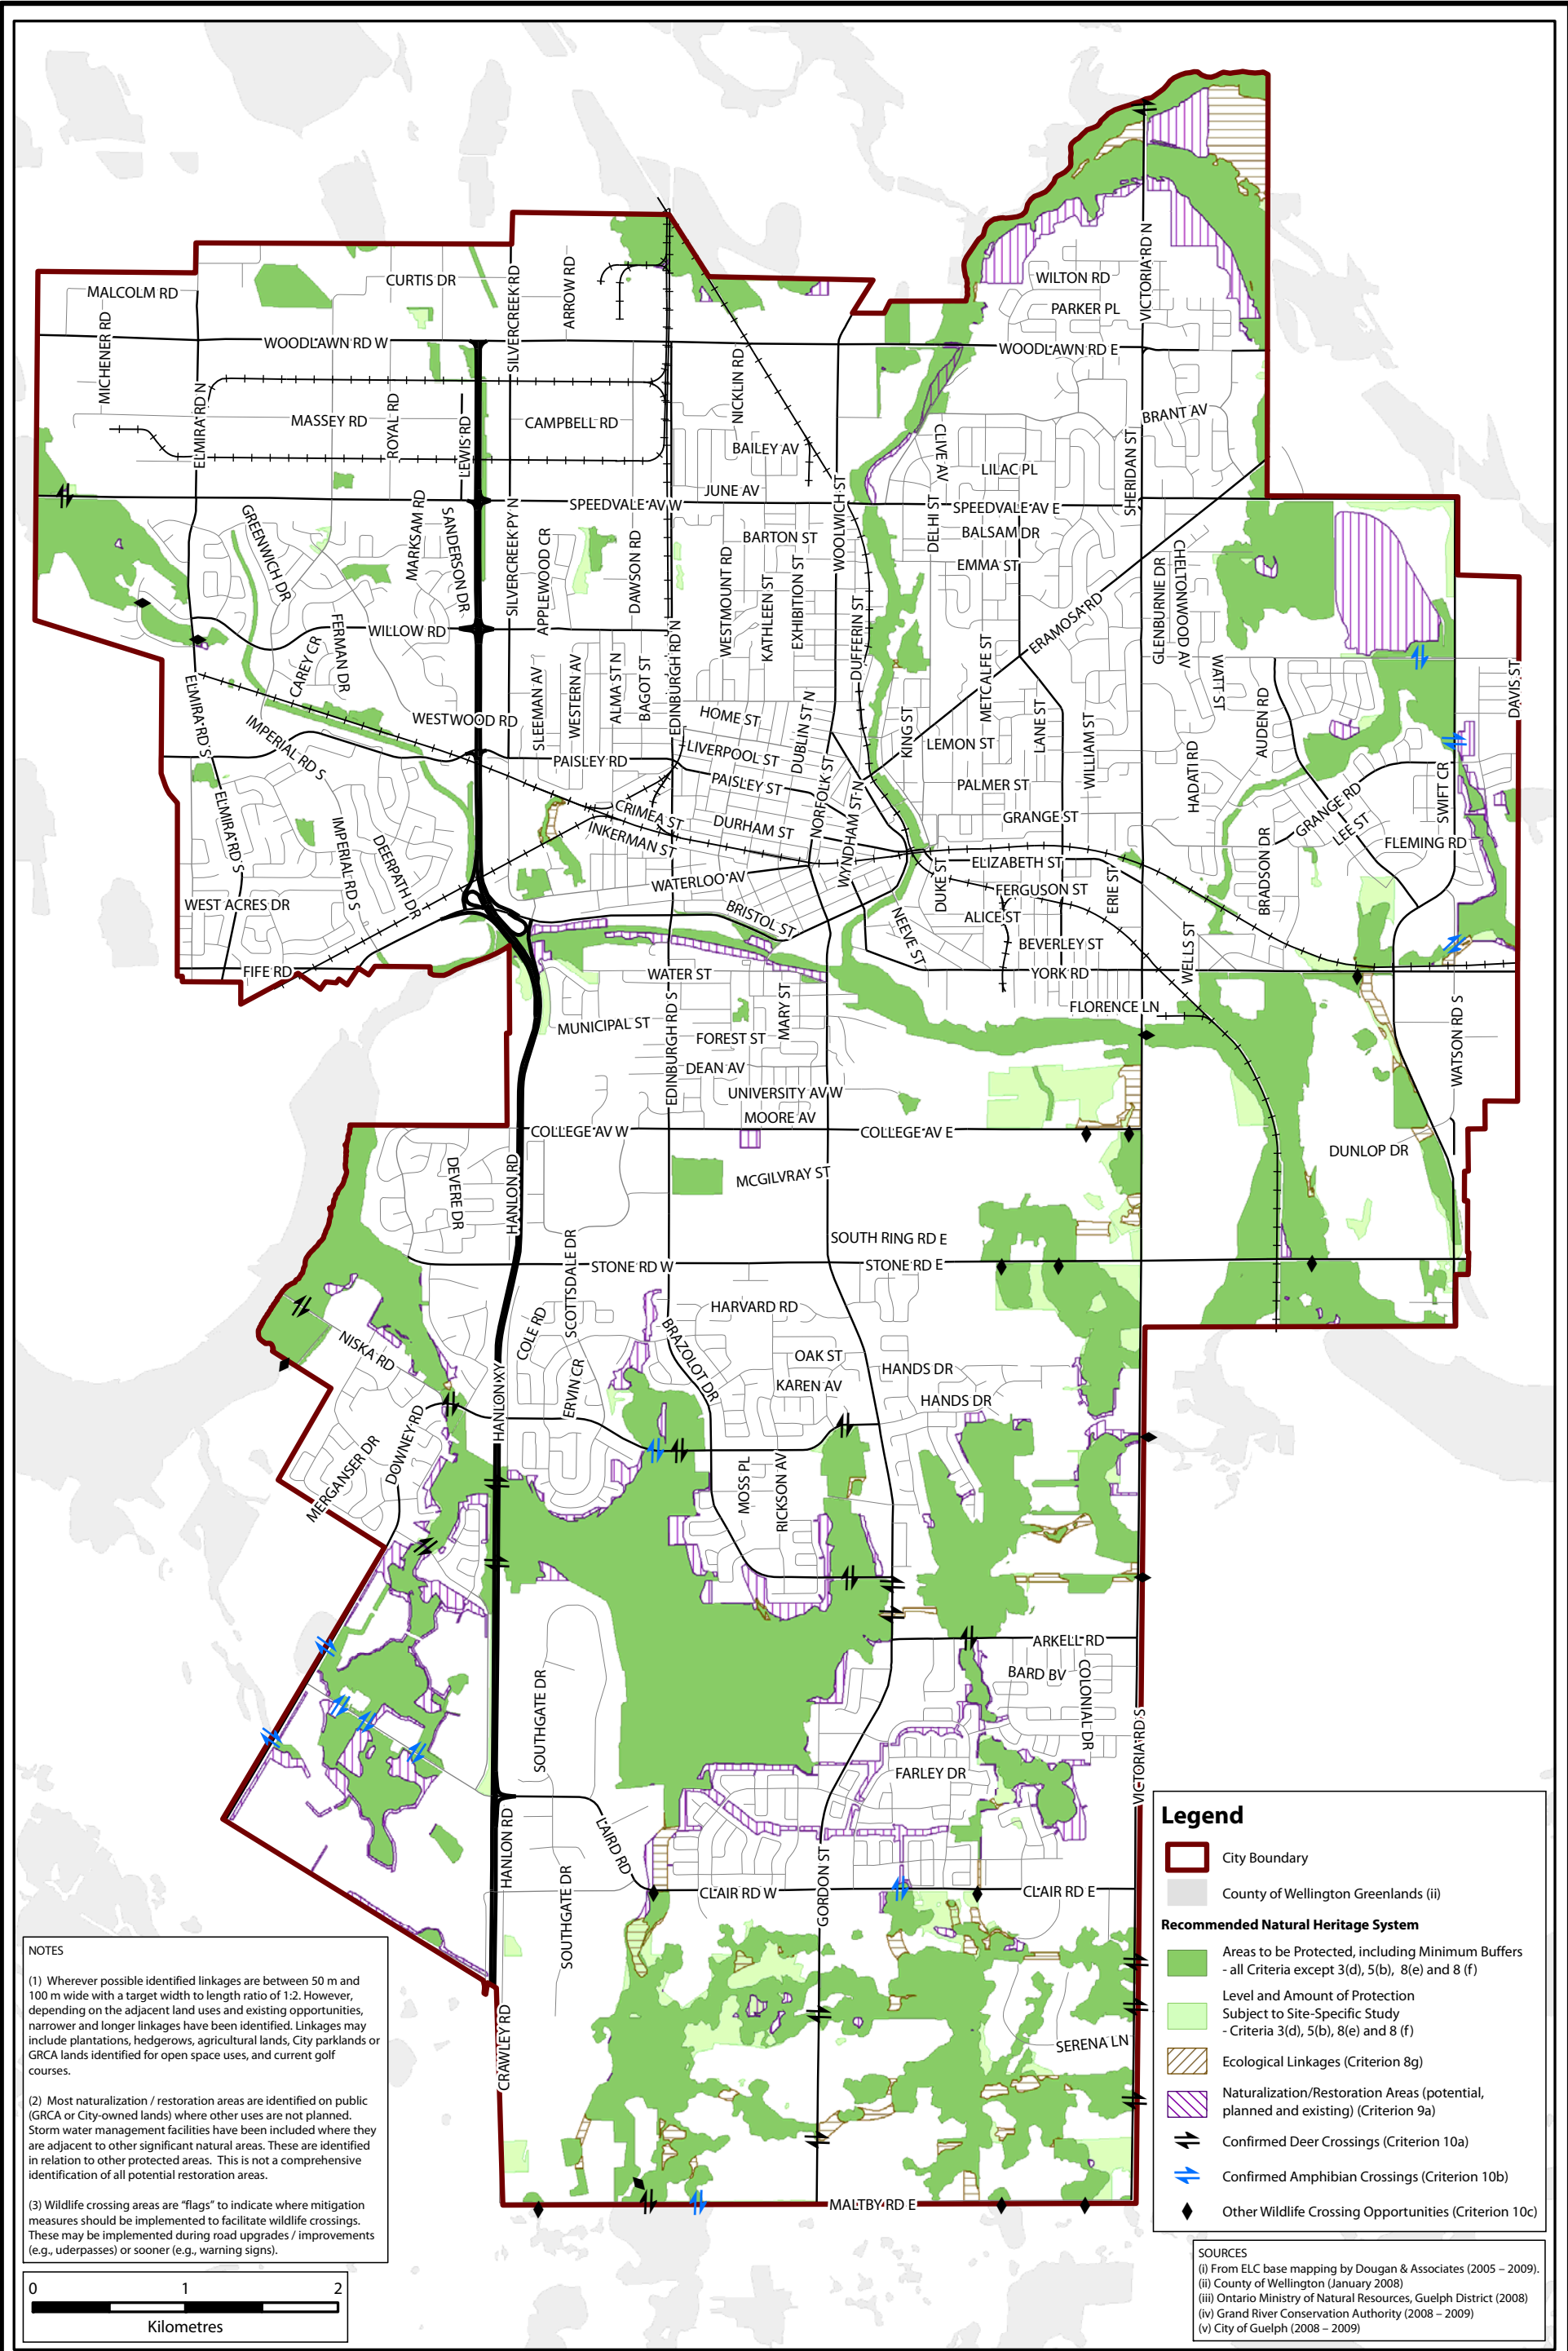 MALCOLM RD
CURTIS DR
MICHENER RD
SILVERCREEK RD
ARROW RD
WILTON RD
PARKER PL
VICTORIA RD N
WOODLAWN RD W
WOODLAWN RD E
ELMIRA RD N
MASSEY RD
ROYAL RD
LEWIS RD
CAMPBELL RD
NICKLIN RD
BAILEY AV
BRANT AV
CLIVE AV
LILAC PL
SHERIDAN ST
JUNE AV
SPEEDVALE AV W
SPEEDVALE AV E
WOOLWICH ST
DELHI ST
BALSAM DR
GREENWICH DR
MARKSAM RD
SANDERSON DR
SILVERCREEK PY N
APPLEWOOD CR
DAWSON RD
BARTON ST
WESTMOUNT RD
KATHLEEN ST
EXHIBITION ST
EMMA ST
ERAMOSA RD
GLENBURNIE DR
CHELTONWOOD AV
WILLOW RD
FERMAN DR
CAREY CR
DUFFERIN ST
METCALFE ST
WATT ST
DAVIS ST
ELMIRA RD S
SLEEMAN AV
WESTERN AV
ALMA ST N
BAGOT ST
EDINBURGH RD N
WESTWOOD RD
HOME ST
DUBLIN ST N
KING ST
LANE ST
WILLIAM ST
AUDEN RD
IMPERIAL RD S
PAISLEY RD
LIVERPOOL ST
LEMON ST
HADATI RD
PAISLEY ST
NORFOLK ST
PALMER ST
ELMIRA RD S
CRIMEA ST
DURHAM ST
WYNDHAM ST N
GRANGE ST
GRANGE RD
SWIFT CR
LEE ST
IMPERIAL RD S
DEERPATH DR
INKERMAN ST
ELIZABETH ST
FLEMING RD
WATERLOO AV
DUKE ST
FERGUSON ST
ERIE ST
BRADSON DR
WEST ACRES DR
BRISTOL ST
NEEVE ST
ALICE ST
BEVERLEY ST
WELLS ST
FIFE RD
WATER ST
YORK RD
MUNICIPAL ST
EDINBURGH RD S
MARY ST
FLORENCE LN
FOREST ST
WATSON RD S
DEAN AV
UNIVERSITY AV W
MOORE AV
COLLEGE AV W
COLLEGE AV E
DUNLOP DR
DEVERE DR
HANLON RD
MCGILVRAY ST
SCOTTSDALE DR
SOUTH RING RD E
STONE RD W
STONE RD E
HARVARD RD
NISKA RD
COLE RD
BRAZOLOT DR
OAK ST
HANDS DR
ERVIN CR
KAREN AV
HANLON XY
HANDS DR
DOWNEY RD
MERGANSER DR
MOSS PL
RICKSON AV
ARKELL RD
BARD BV
COLONIAL DR
SOUTHGATE DR
VICTORIA RD S
FARLEY DR
HANLON RD
LAIRD RD
GORDON ST
SOUTHGATE DR
CLAIR RD W
CLAIR RD E
CRAWLEY RD
SERENA LN
MALTBY RD E
Legend
City Boundary
County of Wellington Greenlands (ii)
Recommended Natural Heritage System
Areas to be Protected, including Minimum Buffers
- all Criteria except 3(d), 5(b), 8(e) and 8 (f)
Level and Amount of Protection
Subject to Site-Specific Study
- Criteria 3(d), 5(b), 8(e) and 8 (f)
Ecological Linkages (Criterion 8g)
Naturalization/Restoration Areas (potential,
planned and existing) (Criterion 9a)
Confirmed Deer Crossings (Criterion 10a)
Confirmed Amphibian Crossings (Criterion 10b)
Other Wildlife Crossing Opportunities (Criterion 10c)
NOTES
(1) Wherever possible identified linkages are between 50 m and
100 m wide with a target width to length ratio of 1:2. However,
depending on the adjacent land uses and existing opportunities,
narrower and longer linkages have been identified. Linkages may
include plantations, hedgerows, agricultural lands, City parklands or
GRCA lands identified for open space uses, and current golf
courses.
(2) Most naturalization / restoration areas are identified on public
(GRCA or City-owned lands) where other uses are not planned.
Storm water management facilities have been included where they
are adjacent to other significant natural areas. These are identified
in relation to other protected areas. This is not a comprehensive
identification of all potential restoration areas.
(3) Wildlife crossing areas are “flags” to indicate where mitigation
measures should be implemented to facilitate wildlife crossings.
These may be implemented during road upgrades / improvements
(e.g., uderpasses) or sooner (e.g., warning signs).
0 1 2
Kilometres
SOURCES
(i) From ELC base mapping by Dougan & Associates (2005 – 2009).
(ii) County of Wellington (January 2008)
(iii) Ontario Ministry of Natural Resources, Guelph District (2008)
(iv) Grand River Conservation Authority (2008 – 2009)
(v) City of Guelph (2008 – 2009)